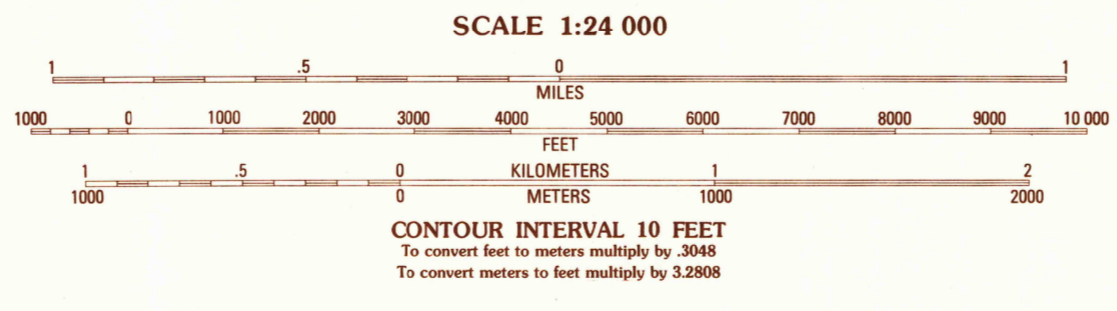 SCALE 1:24 000
1 .5 0 1
MILES
1000 0 1000 2000 3000 4000 5000 6000 7000 8000 9000 10 000
FEET
1 .5 0 KILOMETERS 1 2
1000 0 METERS 1000 2000
CONTOUR INTERVAL 10 FEET
To convert feet to meters multiply by .3048
To convert meters to feet multiply by 3.2808